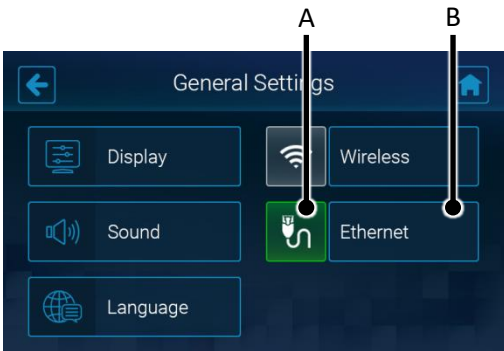 A B
General Settings
Display
Wireless
Sound
Ethernet
Language